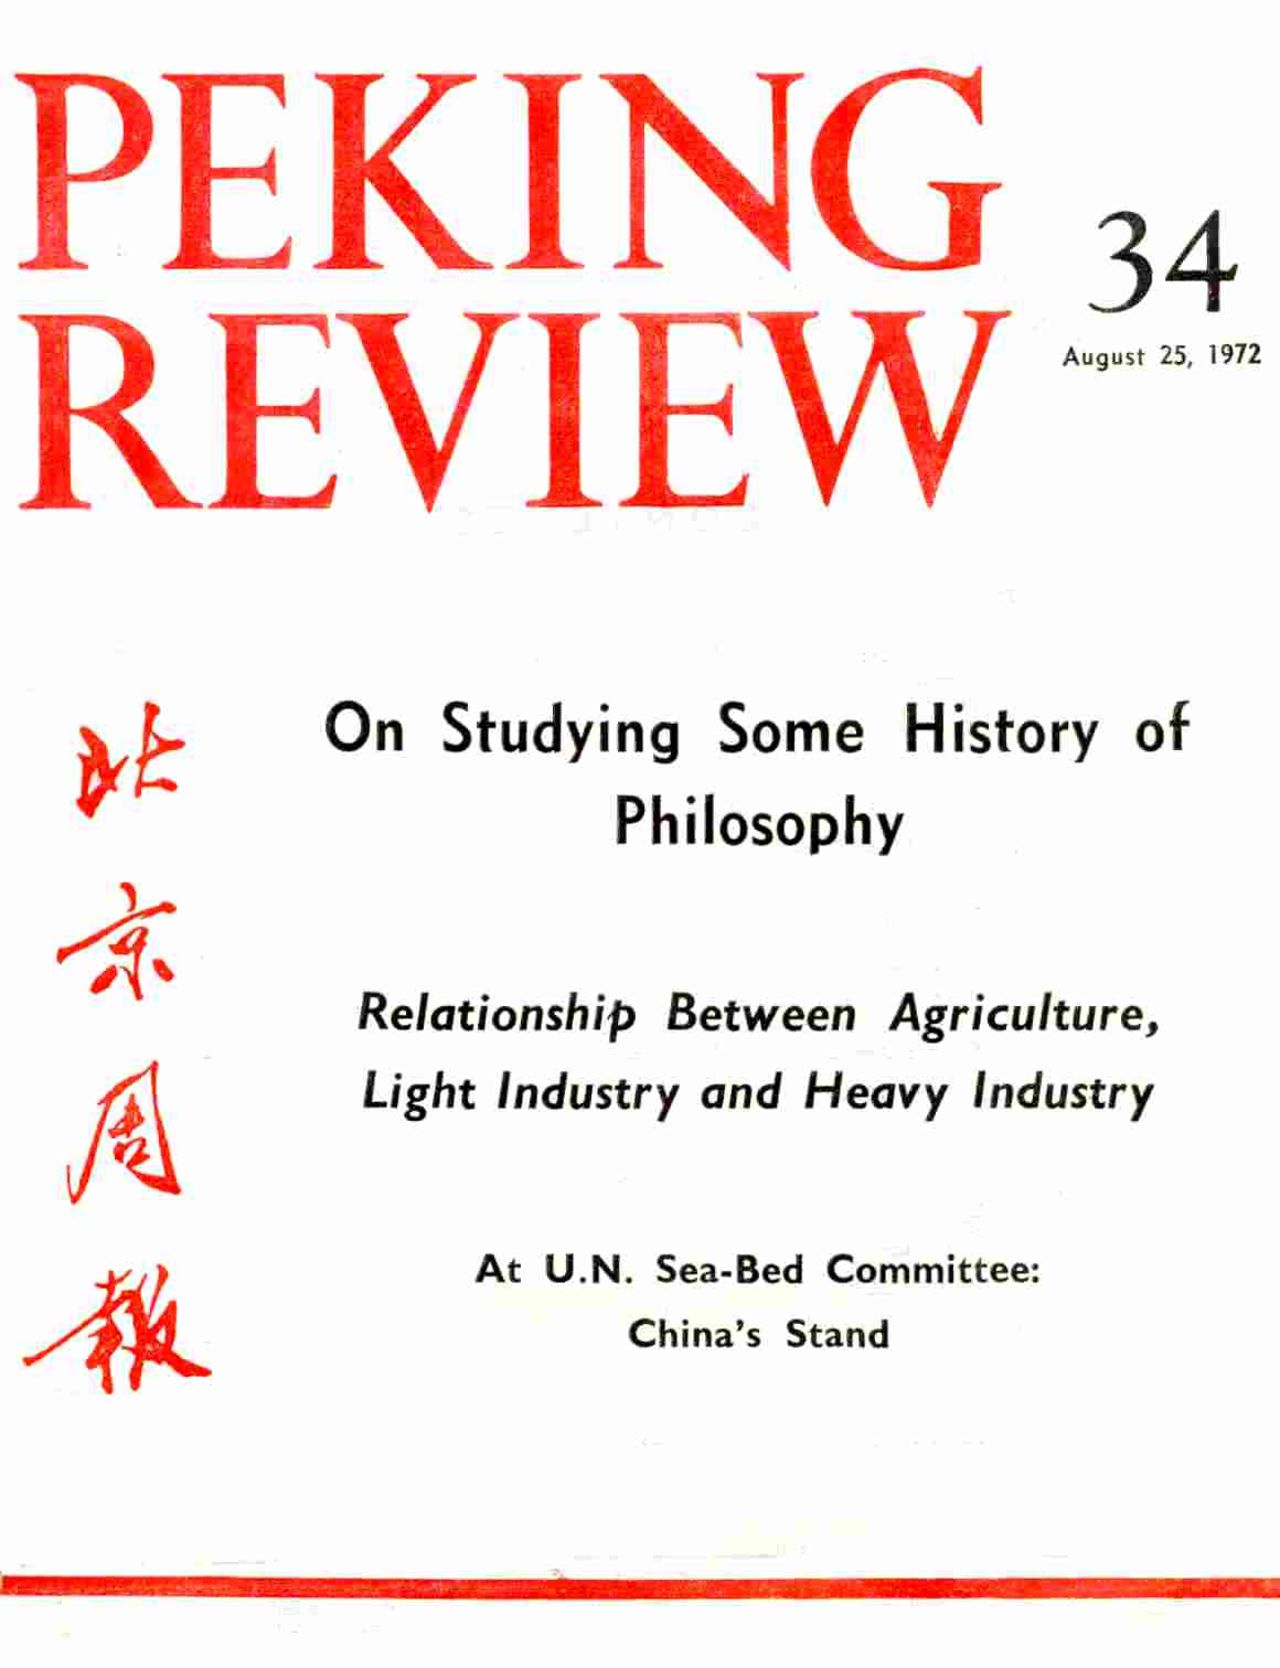 PEKING
REVIEW
34
August 25, 1972
北京周報
On Studying Some History of
Philosophy
Relationship Between Agriculture,
Light Industry and Heavy Industry
At U.N. Sea-Bed Committee:
China's Stand